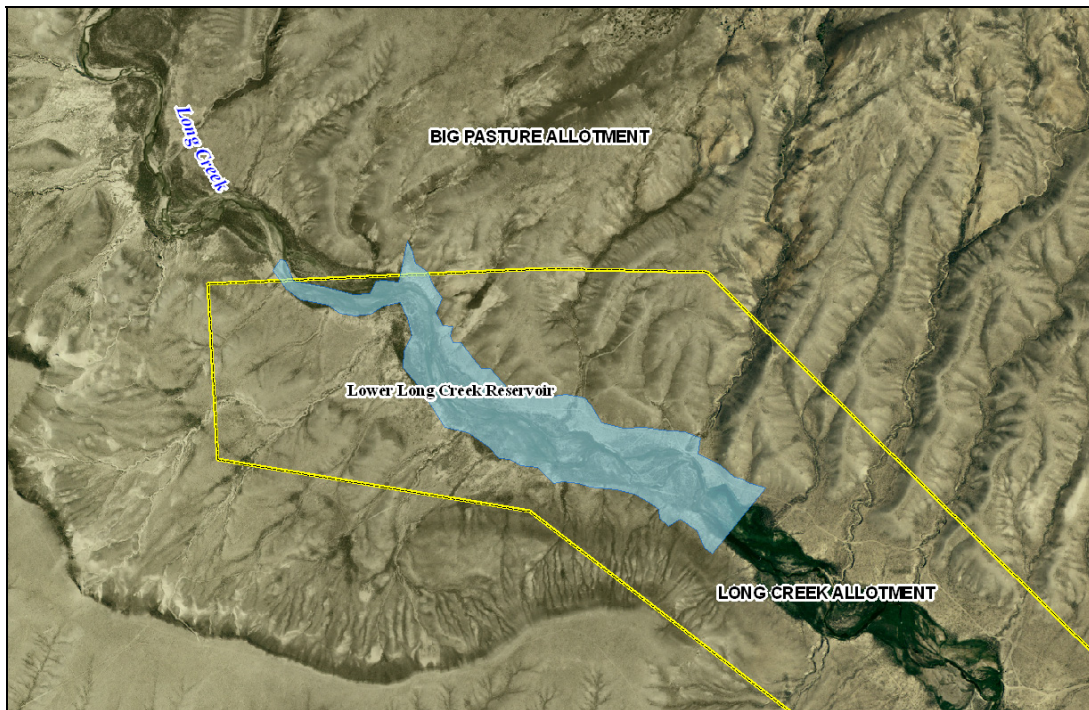 Long Creek
BIG PASTURE ALLOTMENT
Lower Long Creek Reservoir
LONG CREEK ALLOTMENT